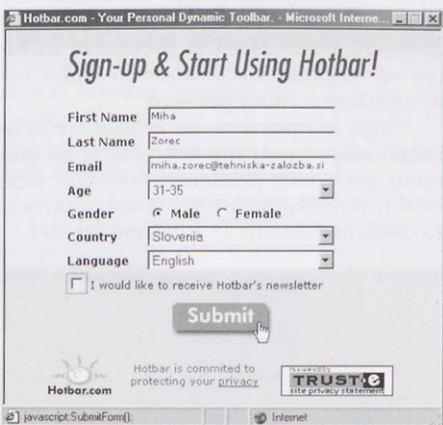 Hotbar.com - Your Personal Dynamic Toolbar. - Microsoft Interne...
Sign-up & Start Using Hotbar!
First Name Miha
Last Name Zorec
Email miha.zorec@tehniska-zalozba.si
Age 31-35
Gender Male Female
Country Slovenia
Language English
I would like to receive Hotbar's newsletter
Submit
Hotbar.com
Hotbar is commited to
protecting your privacy
reviewed by
TRUST·e
site privacy statement
javascript:SubmitForm();
Internet